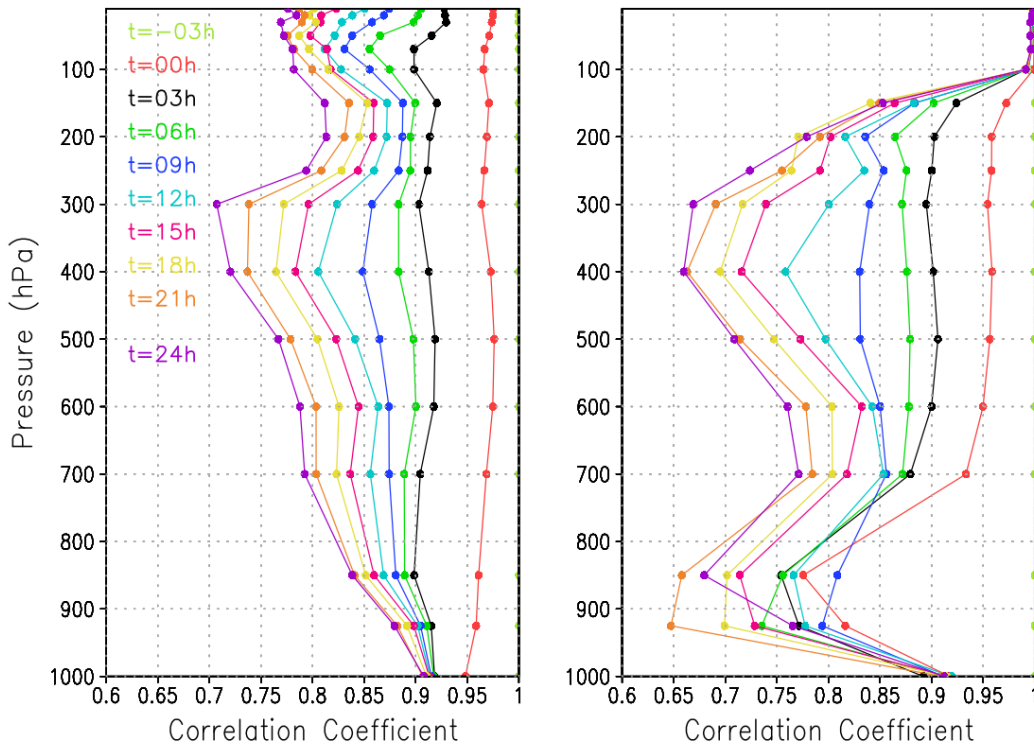 t=-03h
t=00h
t=03h
t=06h
t=09h
t=12h
t=15h
t=18h
t=21h
t=24h
Pressure (hPa)
100
200
300
400
500
600
700
800
900
1000
0.6 0.65 0.7 0.75 0.8 0.85 0.9 0.95 1
Correlation Coefficient
100
200
300
400
500
600
700
800
900
1000
0.6 0.65 0.7 0.75 0.8 0.85 0.9 0.95 1
Correlation Coefficient